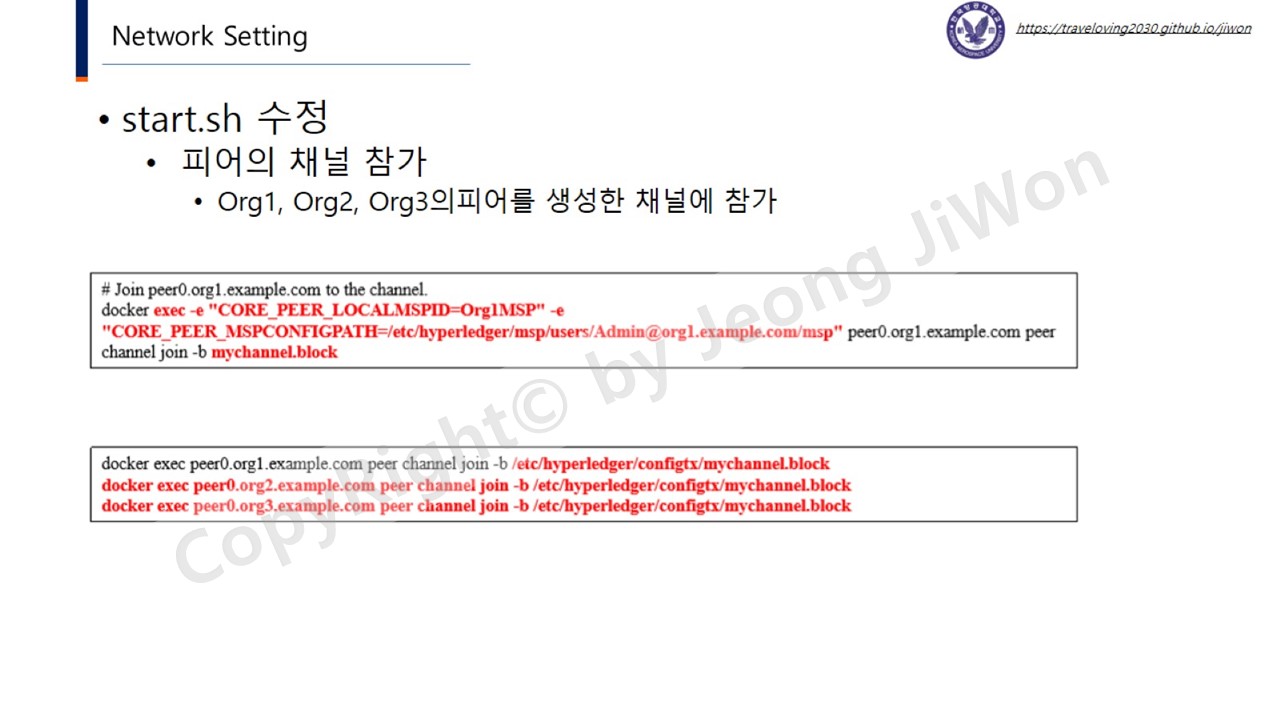 Network Setting
https://traveloving2030.github.io/jiwon
• start.sh 수정
• 피어의 채널 참가
• Org1, Org2, Org3의피어를 생성한 채널에 참가
# Join peer0.org1.example.com to the channel.
docker exec -e "CORE_PEER_LOCALMSPID=Org1MSP" -e
"CORE_PEER_MSPCONFIGPATH=/etc/hyperledger/msp/users/Admin@org1.example.com/msp" peer0.org1.example.com peer
channel join -b mychannel.block
docker exec peer0.org1.example.com peer channel join -b /etc/hyperledger/configtx/mychannel.block
docker exec peer0.org2.example.com peer channel join -b /etc/hyperledger/configtx/mychannel.block
docker exec peer0.org3.example.com peer channel join -b /etc/hyperledger/configtx/mychannel.block
CopyRight© by Jeong JiWon